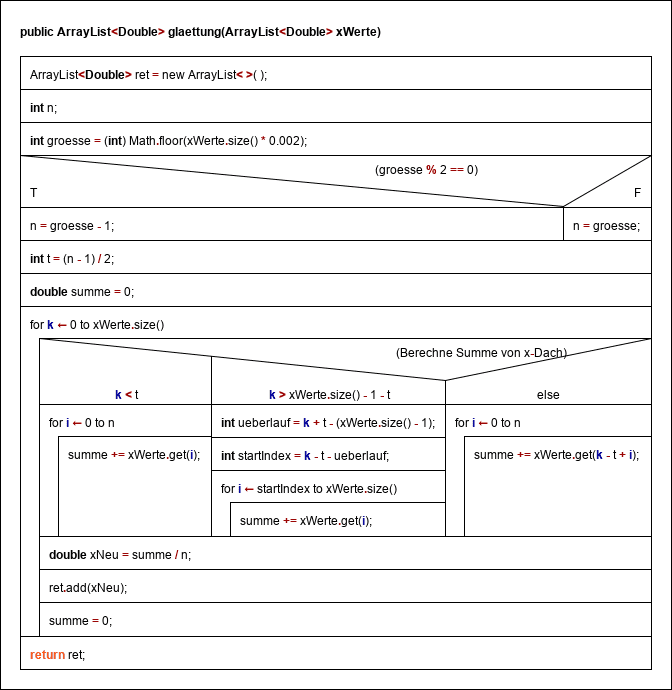 public ArrayList<Double> glaettung(ArrayList<Double> xWerte)
ArrayList<Double> ret = new ArrayList< >( );
int n;
int groesse = (int) Math.floor(xWerte.size() * 0.002);
(groesse % 2 == 0)
T
F
n = groesse - 1;
n = groesse;
int t = (n - 1) / 2;
double summe = 0;
for k ← 0 to xWerte.size()
(Berechne Summe von x-Dach)
k < t
k > xWerte.size() - 1 - t
else
for i ← 0 to n
summe += xWerte.get(i);
int ueberlauf = k + t - (xWerte.size() - 1);
int startIndex = k - t - ueberlauf;
for i ← startIndex to xWerte.size()
summe += xWerte.get(i);
for i ← 0 to n
summe += xWerte.get(k - t + i);
double xNeu = summe / n;
ret.add(xNeu);
summe = 0;
return ret;